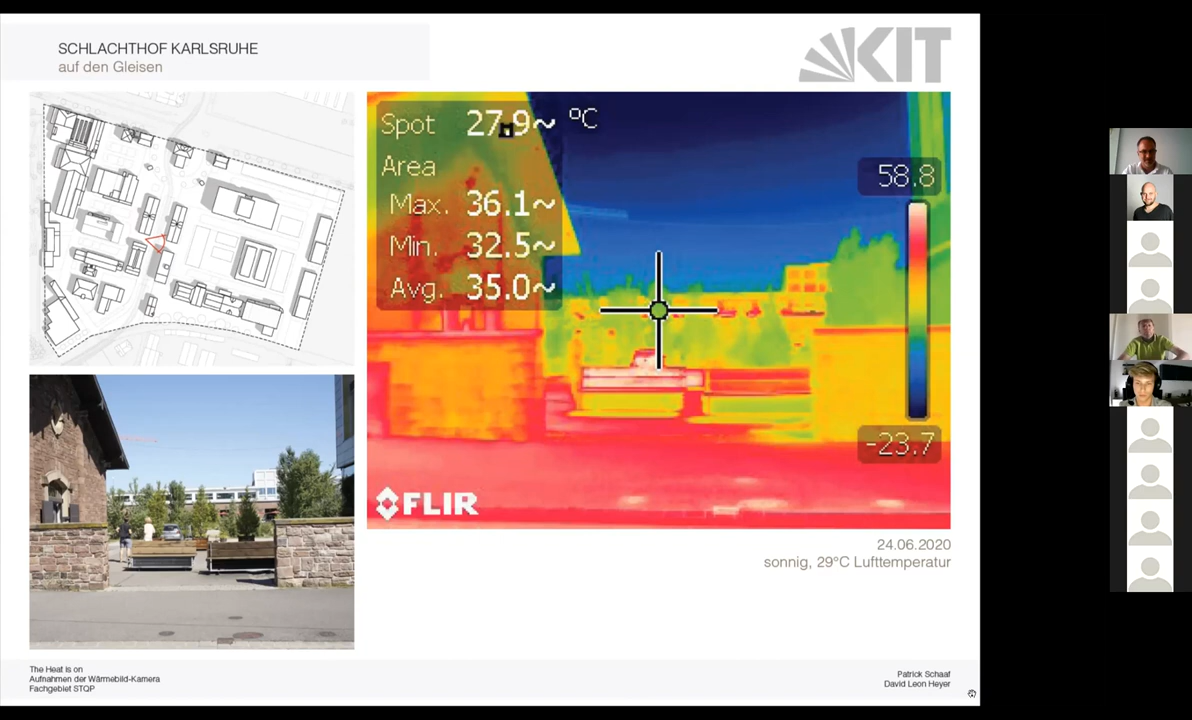 SCHLACHTHOF KARLSRUHE
auf den Gleisen
KIT
Spot 27.9~ °C
Area
Max. 36.1~
Min. 32.5~
Avg. 35.0~
58.8
-23.7
FLIR
24.06.2020
sonnig, 29°C Lufttemperatur
The Heat is on
Aufnahmen der Wärmebild-Kamera
Fachgebiet STQP
Patrick Schaaf
David Leon Heyer